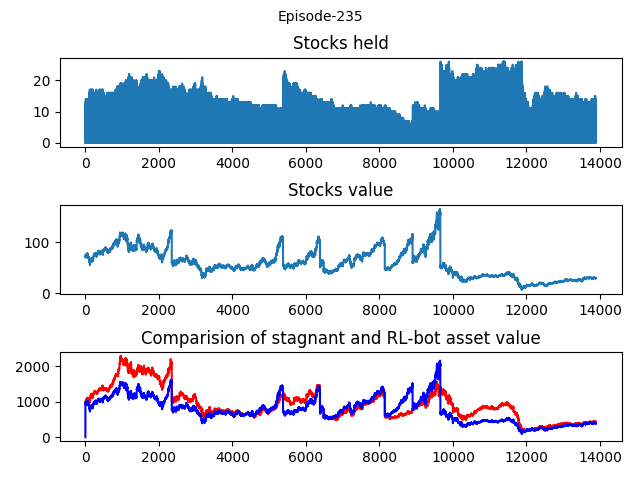 Episode-235
Stocks held
20
10
0
0 2000 4000 6000 8000 10000 12000 14000
Stocks value
100
0
0 2000 4000 6000 8000 10000 12000 14000
Comparision of stagnant and RL-bot asset value
2000
1000
0
0 2000 4000 6000 8000 10000 12000 14000